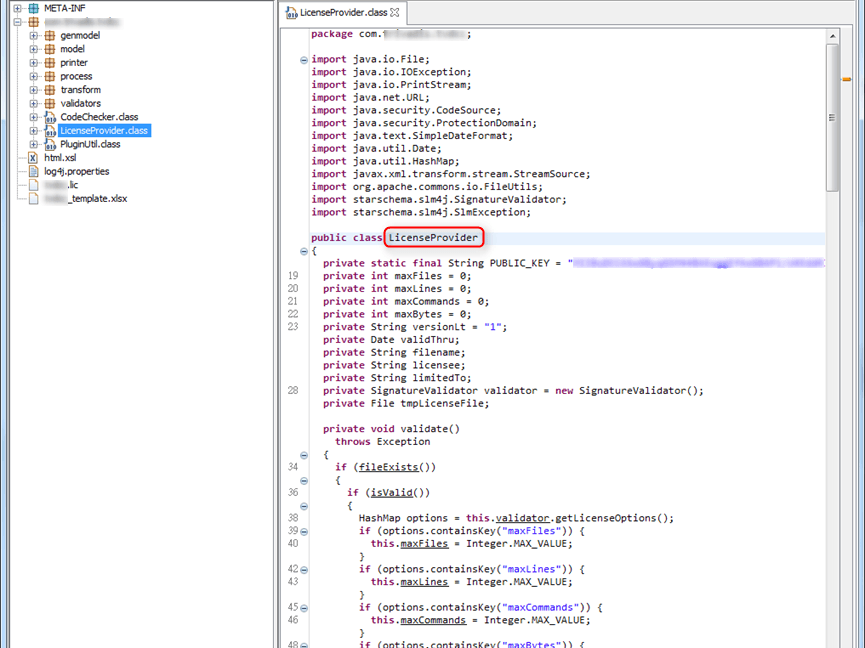 META-INF
genmodel
model
printer
process
transform
validators
CodeChecker.class
LicenseProvider.class
PluginUtil.class
html.xsl
log4j.properties
.lic
_template.xlsx
LicenseProvider.class
package com.
import java.io.File;
import java.io.IOException;
import java.io.PrintStream;
import java.net.URL;
import java.security.CodeSource;
import java.security.ProtectionDomain;
import java.text.SimpleDateFormat;
import java.util.Date;
import java.util.HashMap;
import javax.xml.transform.stream.StreamSource;
import org.apache.commons.io.FileUtils;
import starschema.slm4j.SignatureValidator;
import starschema.slm4j.SlmException;
public class LicenseProvider
{
private static final String PUBLIC_KEY = "
19 private int maxFiles = 0;
20 private int maxLines = 0;
21 private int maxCommands = 0;
22 private int maxBytes = 0;
23 private String versionLt = "1";
private Date validThru;
private String filename;
private String licensee;
private String limitedTo;
28 private SignatureValidator validator = new SignatureValidator();
private File tmpLicenseFile;
private void validate()
throws Exception
{
34 if (fileExists())
{
36 if (isValid())
{
38 HashMap options = this.validator.getLicenseOptions();
39 if (options.containsKey("maxFiles")) {
40 this.maxFiles = Integer.MAX_VALUE;
}
42 if (options.containsKey("maxLines")) {
43 this.maxLines = Integer.MAX_VALUE;
}
45 if (options.containsKey("maxCommands")) {
46 this.maxCommands = Integer.MAX_VALUE;
}
48 if (options.containsKey("maxBytes")) {